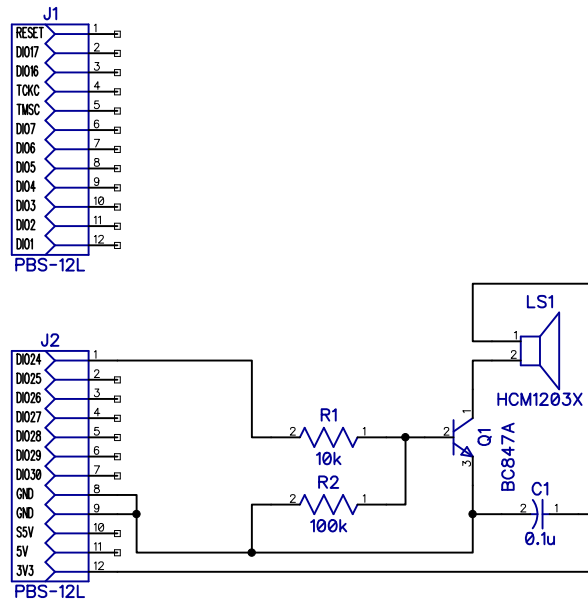 J1
RESET 1
DIO17 2
DIO16 3
TCKC 4
TMSC 5
DIO7 6
DIO6 7
DIO5 8
DIO4 9
DIO3 10
DIO2 11
DIO1 12
PBS-12L
J2
DIO24 1
DIO25 2
DIO26 3
DIO27 4
DIO28 5
DIO29 6
DIO30 7
GND 8
GND 9
S5V 10
5V 11
3V3 12
PBS-12L
R1
2 1
10k
R2
2 1
100k
1
2
3
Q1
BC847A
LS1
1
2
HCM1203X
C1
2 1
0.1u